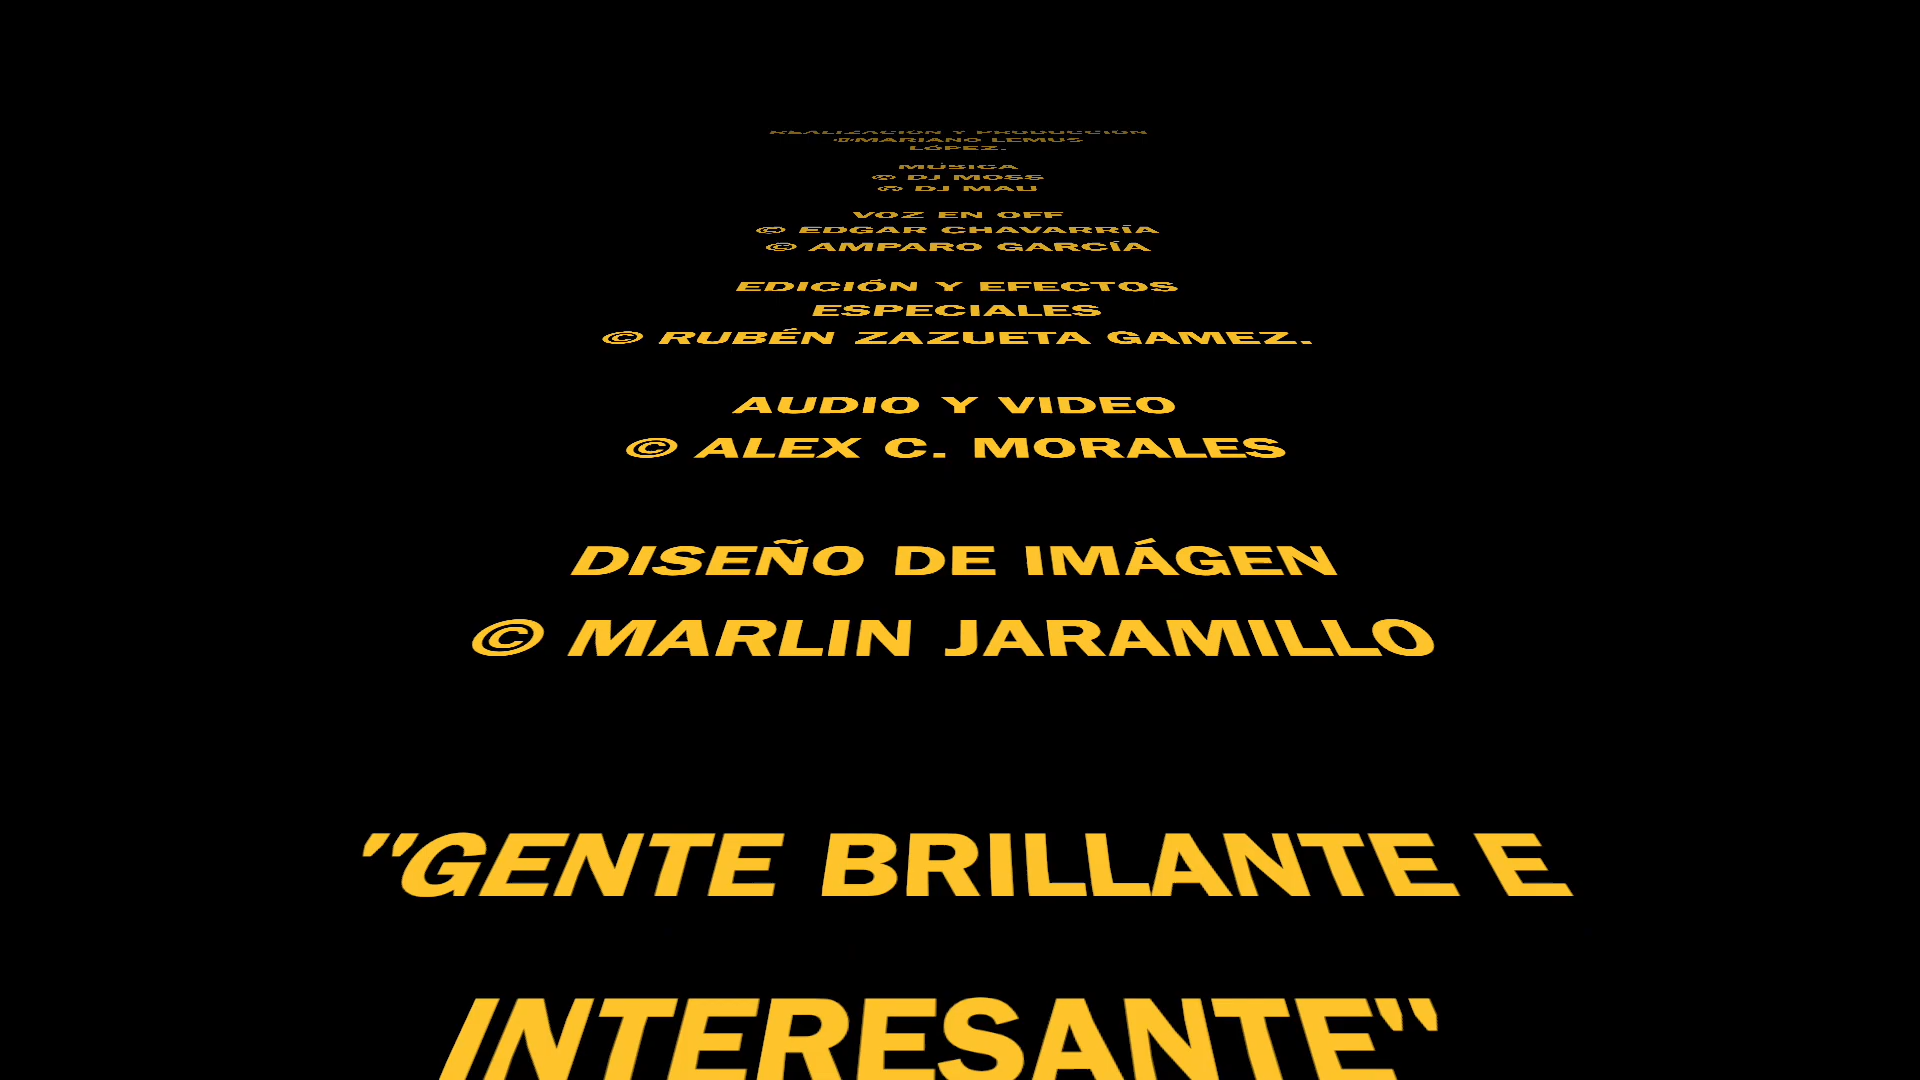 REALIZACIÓN Y PRODUCCIÓN
©MARIANO LEMUS
LÓPEZ.
MÚSICA
© DJ MOSS
© DJ MAU
VOZ EN OFF
© EDGAR CHAVARRÍA
© AMPARO GARCÍA
EDICIÓN Y EFECTOS
ESPECIALES
© RUBÉN ZAZUETA GAMEZ.
AUDIO Y VIDEO
© ALEX C. MORALES
DISEÑO DE IMÁGEN
© MARLIN JARAMILLO
"GENTE BRILLANTE E
INTERESANTE"